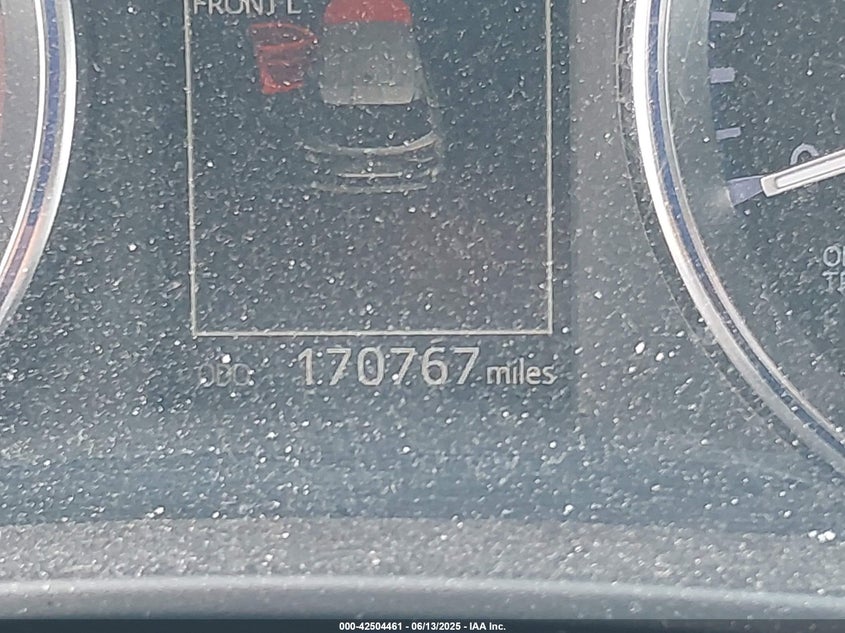 FRONT L
C
ODO 170767 miles
000-42504461 - 06/13/2025 - IAA Inc.